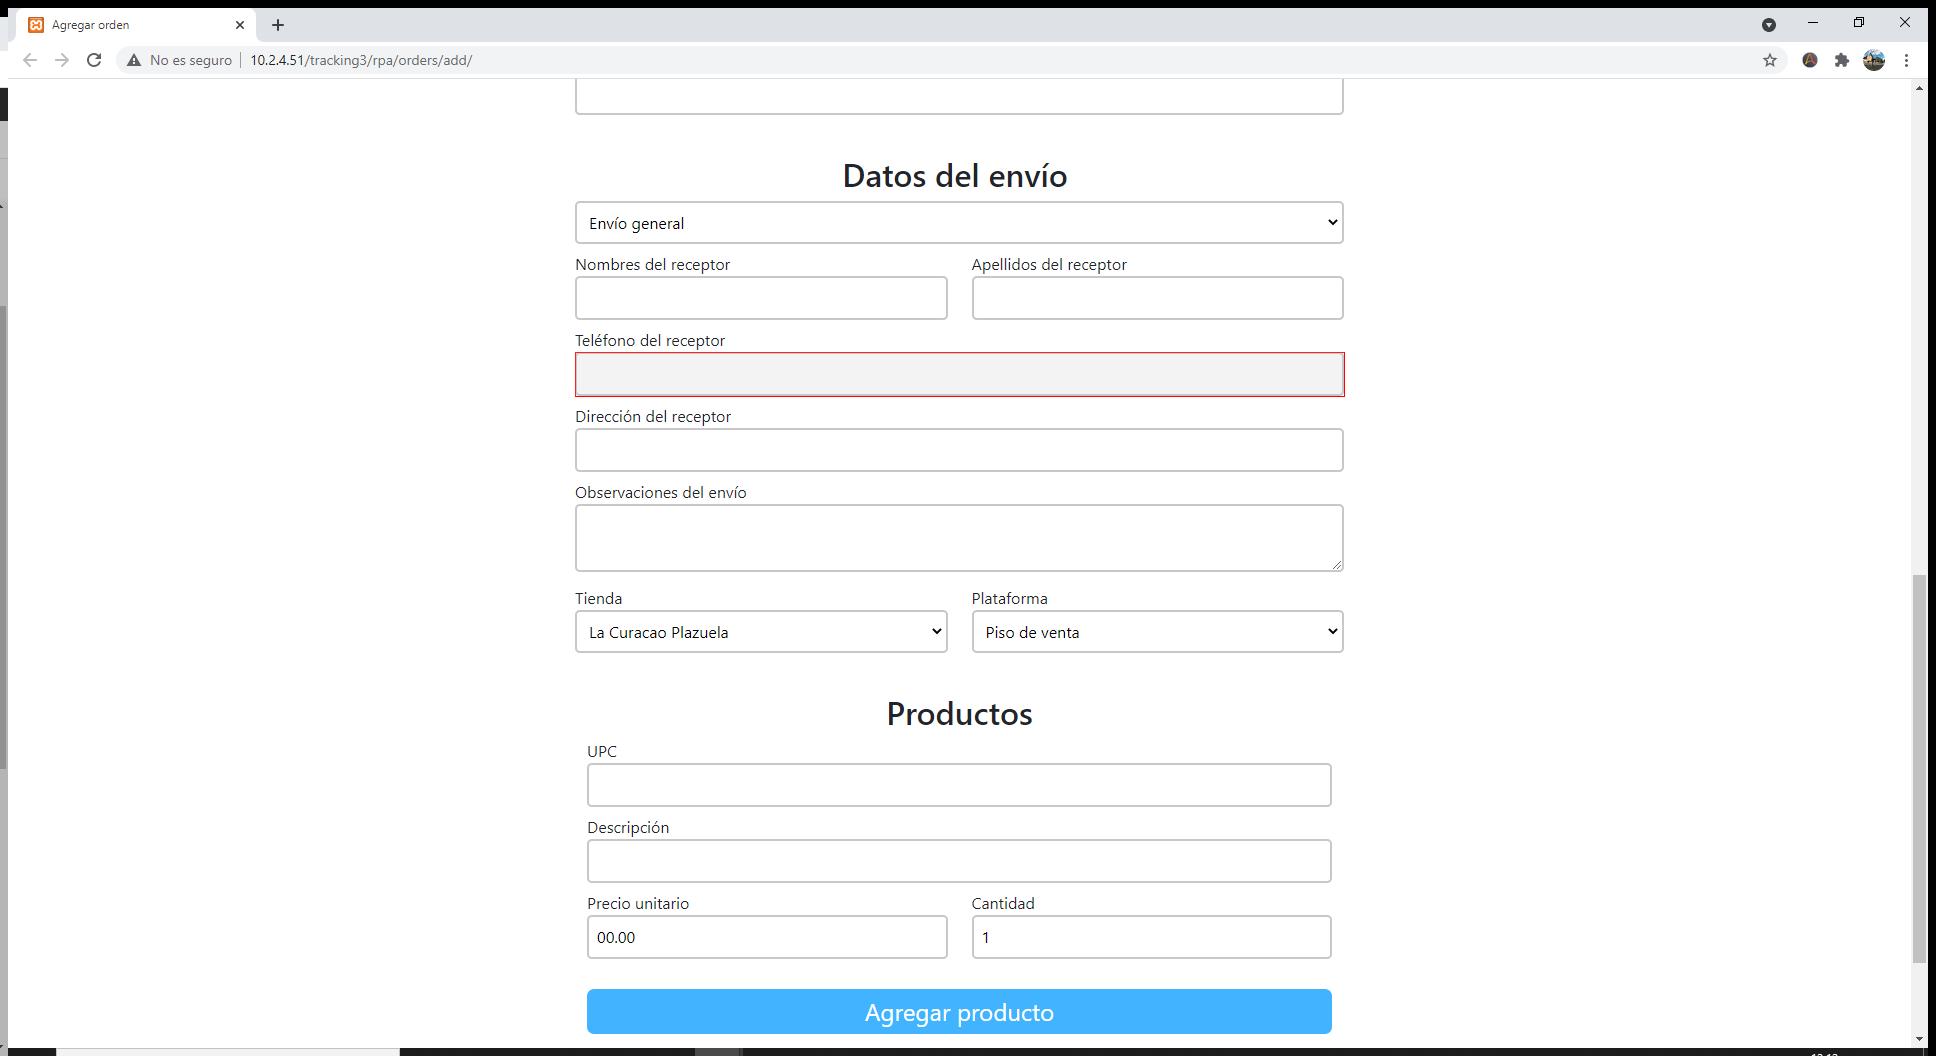 Agregar orden
No es seguro 10.2.4.51/tracking3/rpa/orders/add/
Datos del envío
Envío general
Nombres del receptor Apellidos del receptor
Teléfono del receptor
Dirección del receptor
Observaciones del envío
Tienda Plataforma
La Curacao Plazuela Piso de venta
Productos
UPC
Descripción
Precio unitario Cantidad
00.00 1
Agregar producto